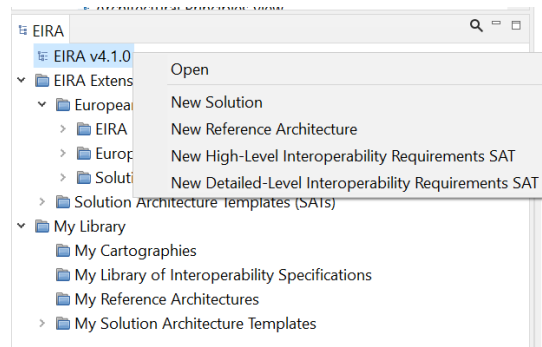 EIRA
EIRA v4.1.0
Open
EIRA Extens
New Solution
Europea
New Reference Architecture
EIRA
New High-Level Interoperability Requirements SAT
Europ
Soluti
New Detailed-Level Interoperability Requirements SAT
Solution Architecture Templates (SATs)
My Library
My Cartographies
My Library of Interoperability Specifications
My Reference Architectures
My Solution Architecture Templates